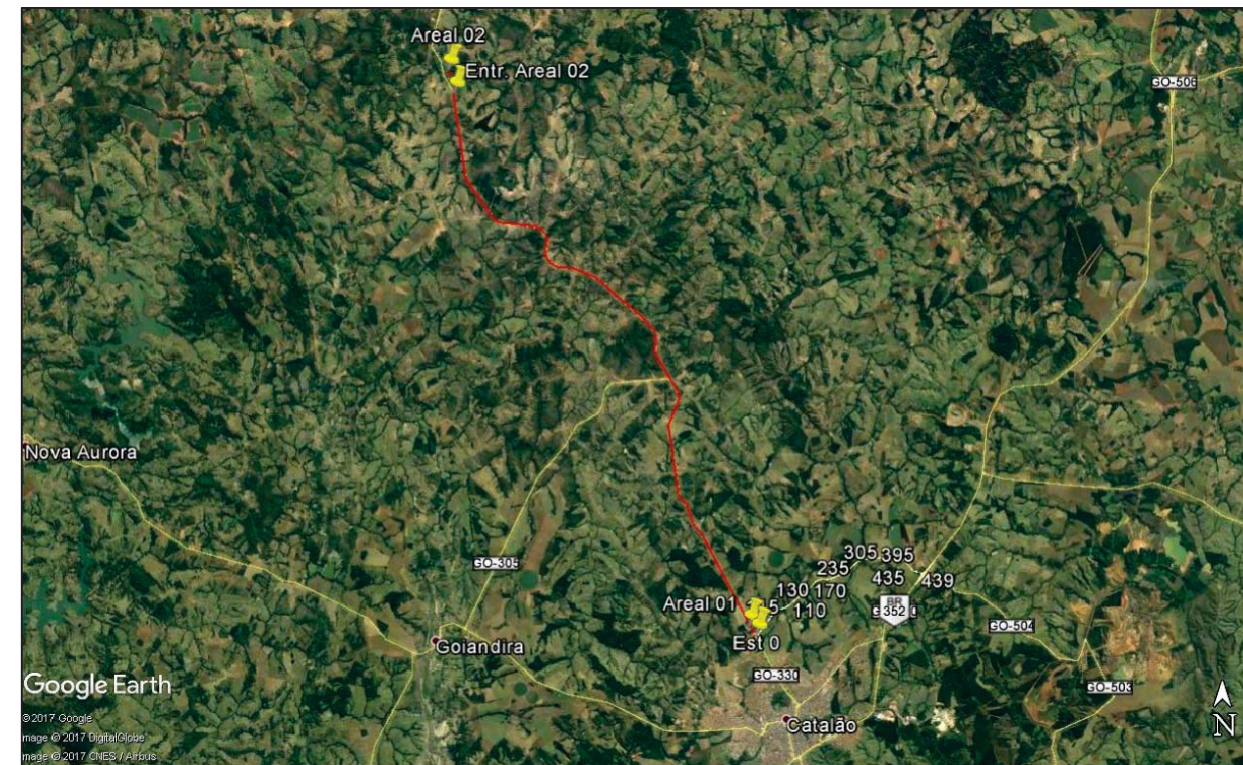 Areal 02
Entr. Areal 02
GO-506
Nova Aurora
GO-305
305 395
235
435 439
130 170
Areal 01
110
BR
352
GO-504
Est 0
Goiandira
GO-330
GO-503
Google Earth
©2017 Google
mage © 2017 DigitalGlobe
mage © 2017 CNES / Airbus
Catalão
N